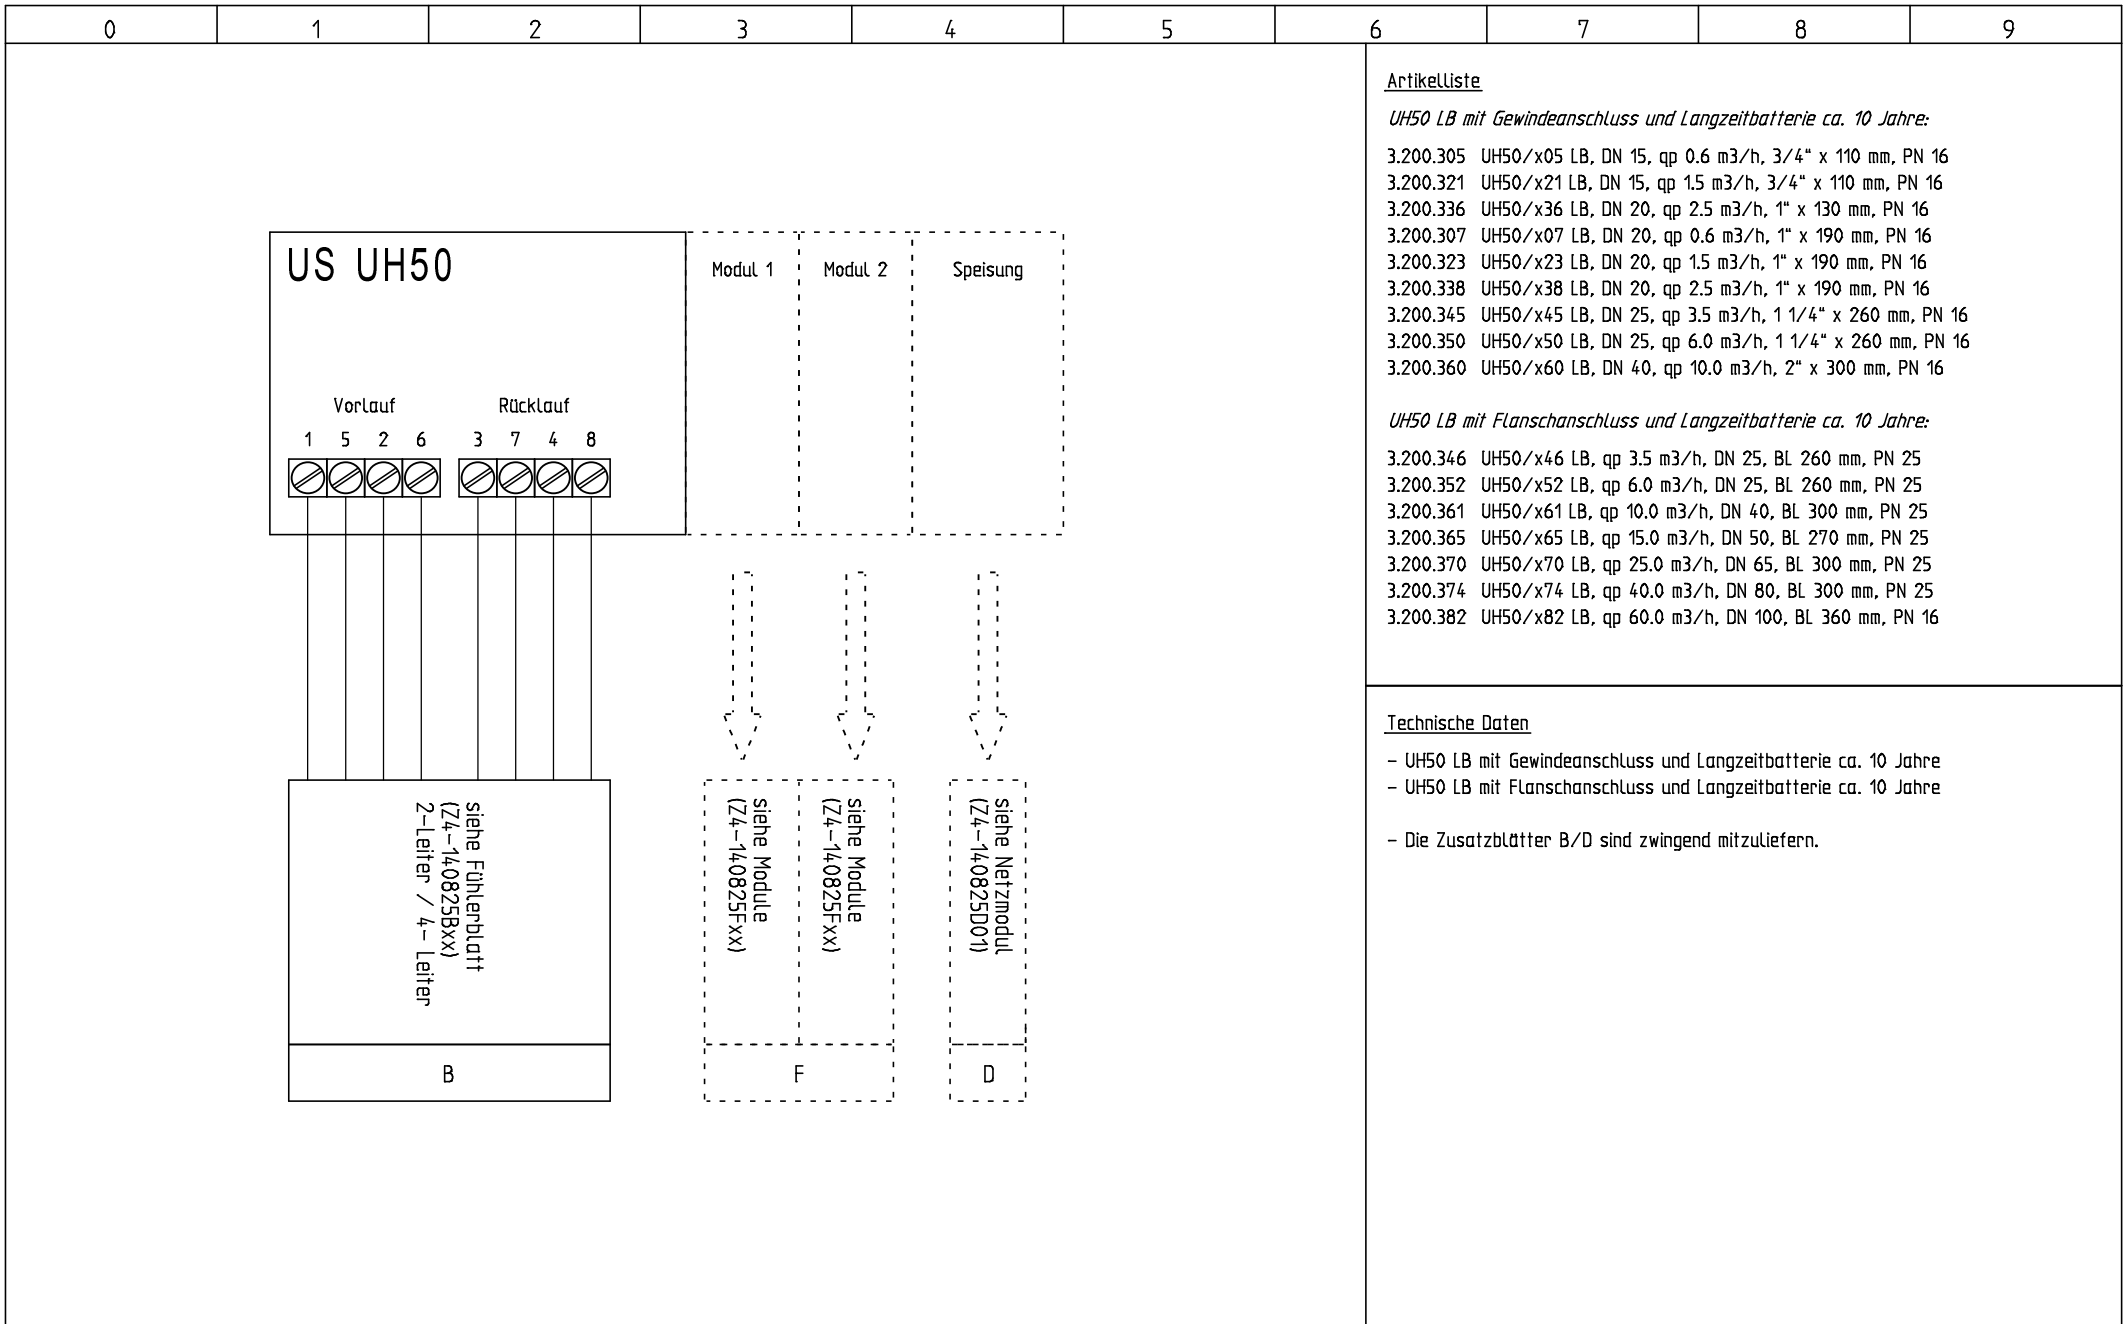 0 1 2 3 4 5 6 7 8 9
US UH50
Modul 1
Modul 2
Speisung
Vorlauf
Rücklauf
1 5 2 6
3 7 4 8
siehe Fühlerblatt
(Z4-140825Bxx)
2-Leiter / 4- Leiter
B
siehe Module
(Z4-140825Fxx)
siehe Module
(Z4-140825Fxx)
F
siehe Netzmodul
(Z4-140825D01)
D
Artikelliste
UH50 LB mit Gewindeanschluss und Langzeitbatterie ca. 10 Jahre:
3.200.305 UH50/x05 LB, DN 15, qp 0.6 m3/h, 3/4" x 110 mm, PN 16
3.200.321 UH50/x21 LB, DN 15, qp 1.5 m3/h, 3/4" x 110 mm, PN 16
3.200.336 UH50/x36 LB, DN 20, qp 2.5 m3/h, 1" x 130 mm, PN 16
3.200.307 UH50/x07 LB, DN 20, qp 0.6 m3/h, 1" x 190 mm, PN 16
3.200.323 UH50/x23 LB, DN 20, qp 1.5 m3/h, 1" x 190 mm, PN 16
3.200.338 UH50/x38 LB, DN 20, qp 2.5 m3/h, 1" x 190 mm, PN 16
3.200.345 UH50/x45 LB, DN 25, qp 3.5 m3/h, 1 1/4" x 260 mm, PN 16
3.200.350 UH50/x50 LB, DN 25, qp 6.0 m3/h, 1 1/4" x 260 mm, PN 16
3.200.360 UH50/x60 LB, DN 40, qp 10.0 m3/h, 2" x 300 mm, PN 16
UH50 LB mit Flanschanschluss und Langzeitbatterie ca. 10 Jahre:
3.200.346 UH50/x46 LB, qp 3.5 m3/h, DN 25, BL 260 mm, PN 25
3.200.352 UH50/x52 LB, qp 6.0 m3/h, DN 25, BL 260 mm, PN 25
3.200.361 UH50/x61 LB, qp 10.0 m3/h, DN 40, BL 300 mm, PN 25
3.200.365 UH50/x65 LB, qp 15.0 m3/h, DN 50, BL 270 mm, PN 25
3.200.370 UH50/x70 LB, qp 25.0 m3/h, DN 65, BL 300 mm, PN 25
3.200.374 UH50/x74 LB, qp 40.0 m3/h, DN 80, BL 300 mm, PN 25
3.200.382 UH50/x82 LB, qp 60.0 m3/h, DN 100, BL 360 mm, PN 16
Technische Daten
- UH50 LB mit Gewindeanschluss und Langzeitbatterie ca. 10 Jahre
- UH50 LB mit Flanschanschluss und Langzeitbatterie ca. 10 Jahre
- Die Zusatzblätter B/D sind zwingend mitzuliefern.